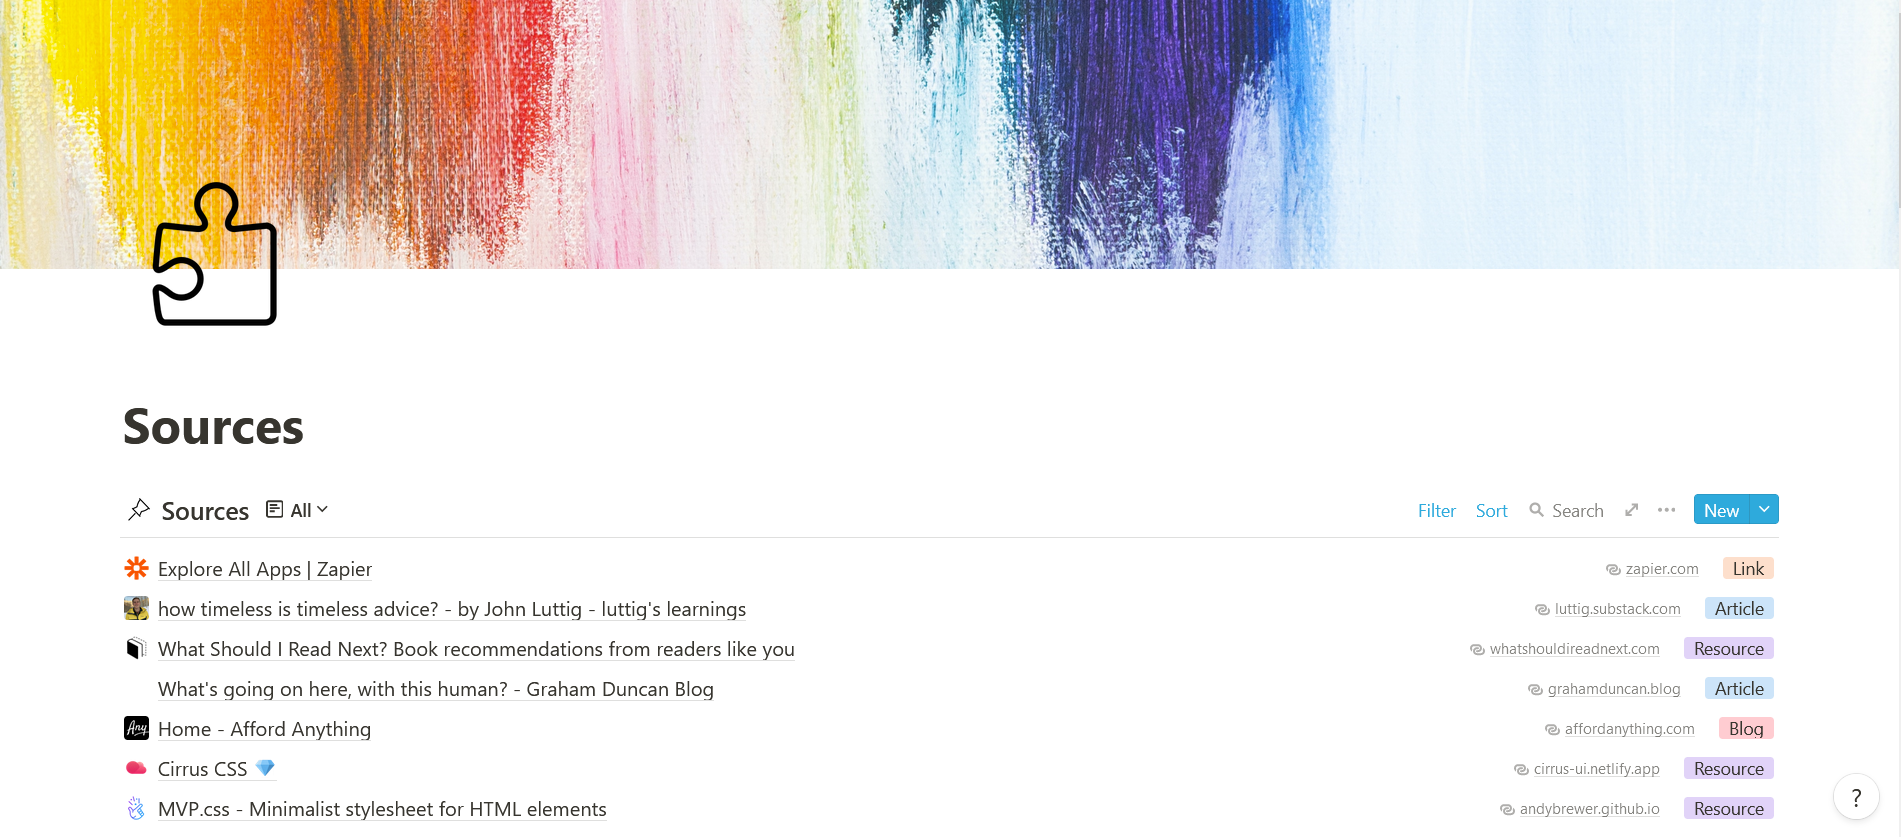 Sources
Sources All
Filter Sort Search New
Explore All Apps | Zapier zapier.com Link
how timeless is timeless advice? - by John Luttig - luttig's learnings luttig.substack.com Article
What Should I Read Next? Book recommendations from readers like you whatshouldireadnext.com Resource
What's going on here, with this human? - Graham Duncan Blog grahamduncan.blog Article
Any Home - Afford Anything affordanything.com Blog
Cirrus CSS 💎 cirrus-ui.netlify.app Resource
MVP.css - Minimalist stylesheet for HTML elements andybrewer.github.io Resource
?